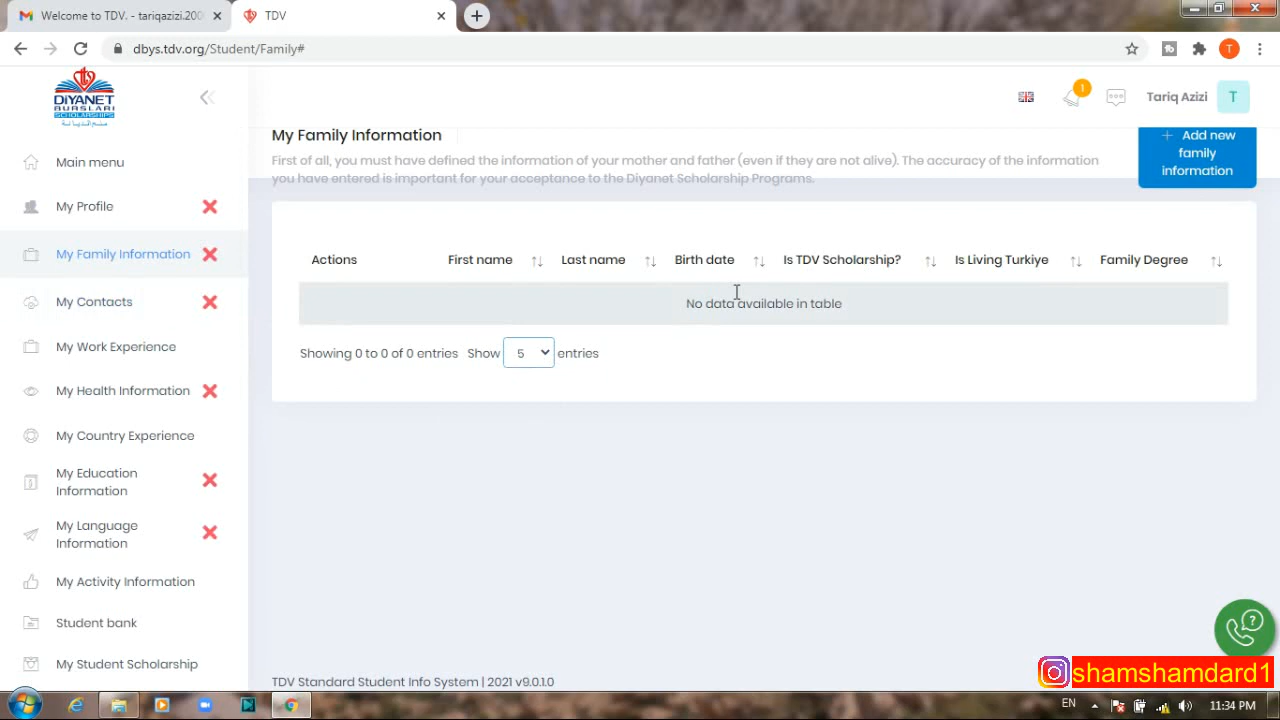 Welcome to TDV. - tariqazizi.200
TDV
dbys.tdv.org/Student/Family#
T
DİYANET
BURSLARI
SCHOLARSHIPS
1
Tariq Azizi
T
My Family Information
First of all, you must have defined the information of your mother and father (even if they are not alive). The accuracy of the information
you have entered is important for your acceptance to the Diyanet Scholarship Programs.
+ Add new
family
information
Main menu
My Profile
My Family Information
My Contacts
My Work Experience
My Health Information
My Country Experience
My Education
Information
My Language
Information
My Activity Information
Student bank
My Student Scholarship
Actions
First name
Last name
Birth date
Is TDV Scholarship?
Is Living Turkiye
Family Degree
No data available in table
Showing 0 to 0 of 0 entries Show 5 entries
TDV Standard Student Info System | 2021 v9.0.1.0
shamshamdard1
EN
11:34 PM